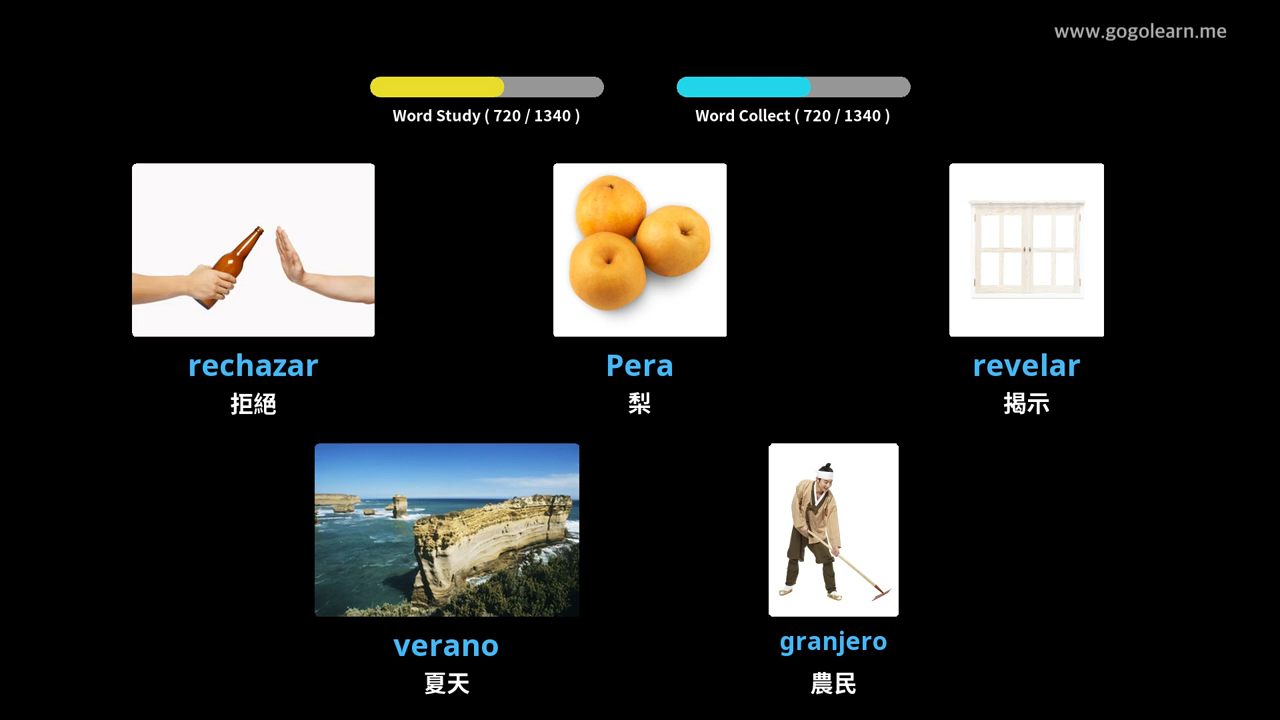 www.gogolearn.me
Word Study ( 720 / 1340 )
Word Collect ( 720 / 1340 )
rechazar
拒絕
Pera
梨
revelar
揭示
verano
夏天
granjero
農民